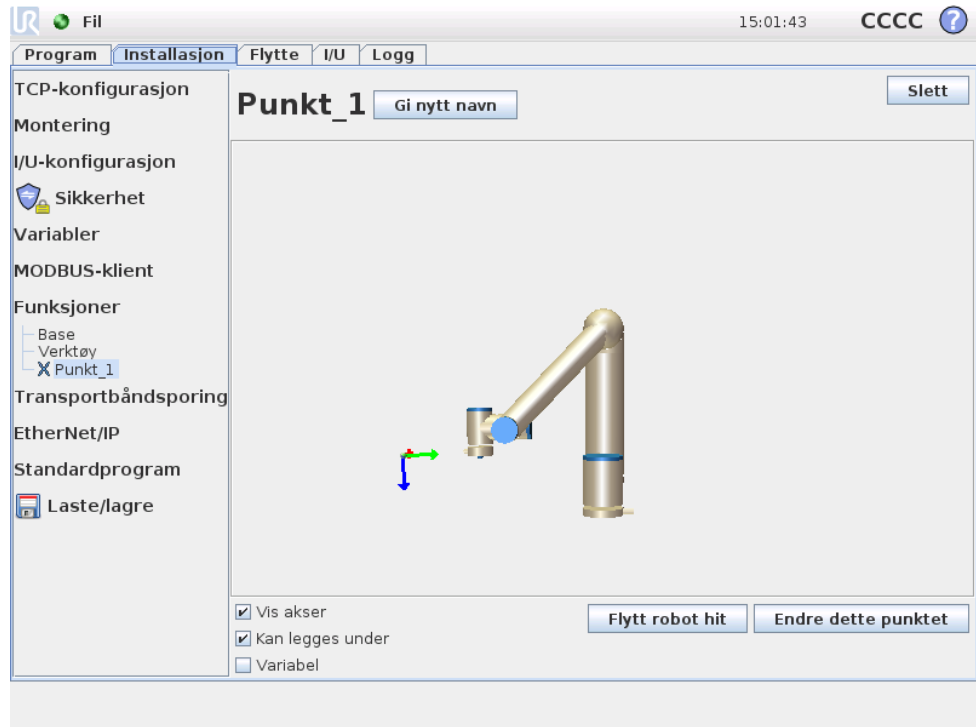 UR Fil 15:01:43 CCCC ?
Program Installasjon Flytte I/U Logg
TCP-konfigurasjon
Montering
I/U-konfigurasjon
Sikkerhet
Variabler
MODBUS-klient
Funksjoner
Base
Verktøy
Punkt_1
Transportbåndsporing
EtherNet/IP
Standardprogram
Laste/lagre
Punkt_1 Gi nytt navn Slett
Vis akser
Kan legges under
Variabel
Flytt robot hit Endre dette punktet